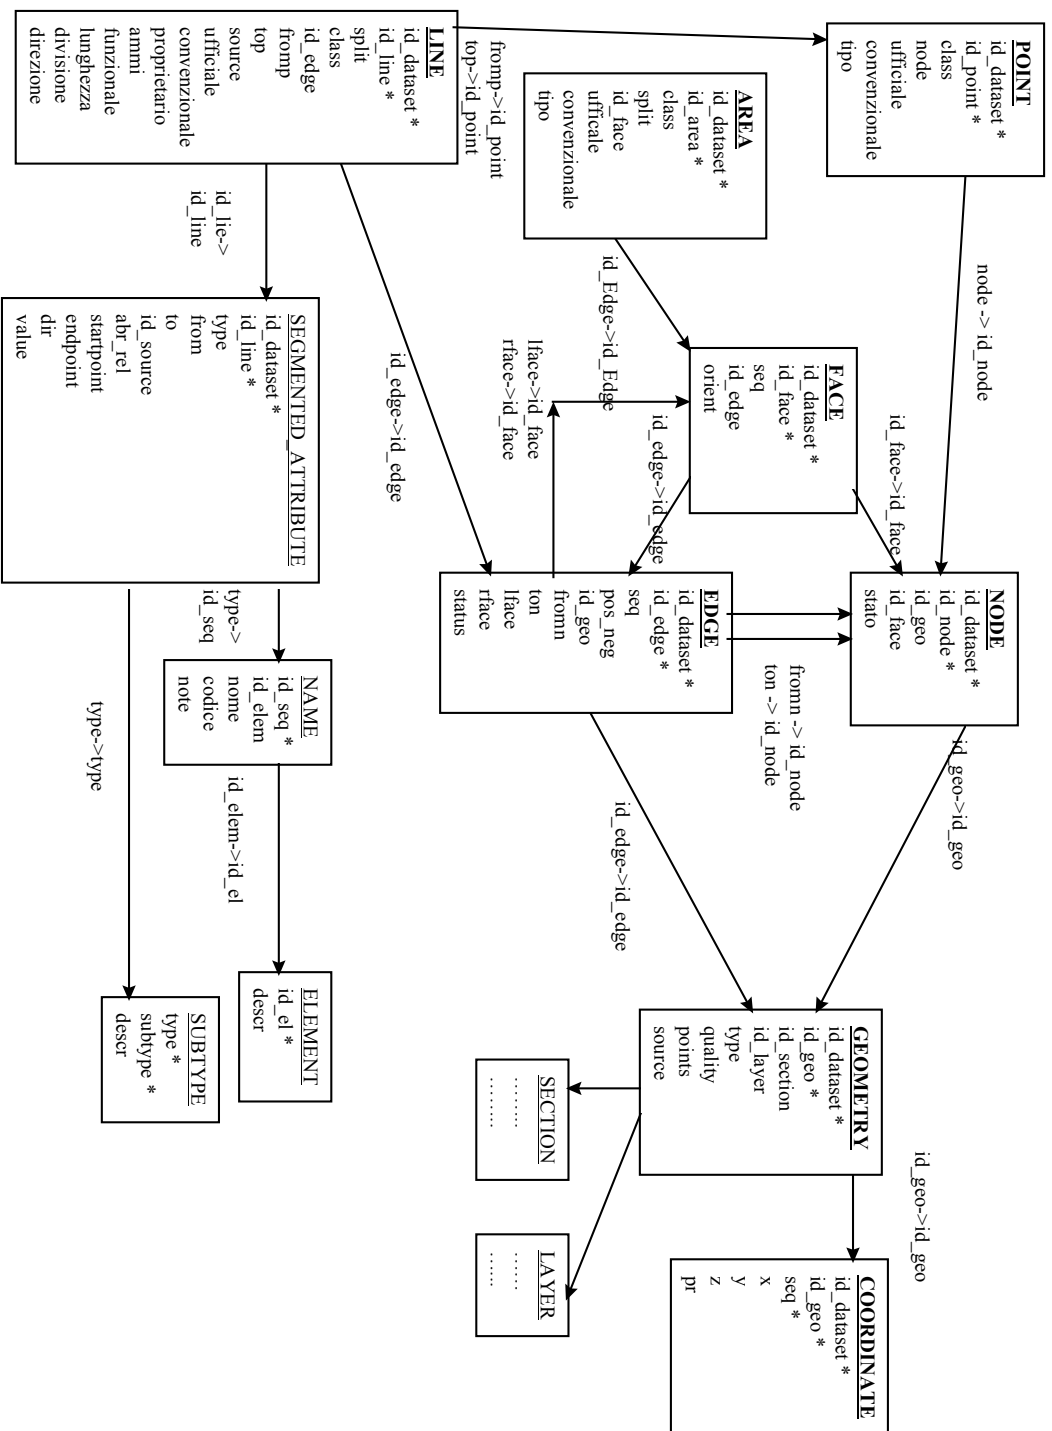 POINT
id_dataset *
id_point *
class
node
ufficiale
convenzionale
tipo
node -> id_node
NODE
id_dataset *
id_node *
id_geo
id_face
stato
id_geo->id_geo
id_face->id_face
AREA
id_dataset *
id_area *
class
split
id_face
ufficale
convenzionale
tipo
id_Edge->id_Edge
FACE
id_dataset *
id_face *
seq
id_edge
orient
id_edge->id_edge
lface->id_face
rface->id_face
fromn -> id_node
ton -> id_node
EDGE
id_dataset *
id_edge *
seq
pos_neg
id_geo
fromn
ton
lface
rface
status
id_edge->id_edge
GEOMETRY
id_dataset *
id_geo *
id_section
id_layer
type
quality
points
source
id_geo->id_geo
COORDINATE
id_dataset *
id_geo *
seq *
x
y
z
pr
SECTION
........
........
LAYER
......
......
fromp->id_point
top->id_point
LINE
id_dataset *
id_line *
split
class
id_edge
fromp
top
source
ufficiale
convenzionale
proprietario
ammi
funzionale
lunghezza
divisione
direzione
id_edge->id_edge
id_lie->
id_line
SEGMENTED_ATTRIBUTE
id_dataset *
id_line *
type
from
to
id_source
abr_rel
startpoint
endpoint
dir
value
type->
id_seq
NAME
id_seq *
id_elem
nome
codice
note
id_elem->id_el
ELEMENT
id_el *
descr
type->type
SUBTYPE
type *
subtype *
descr